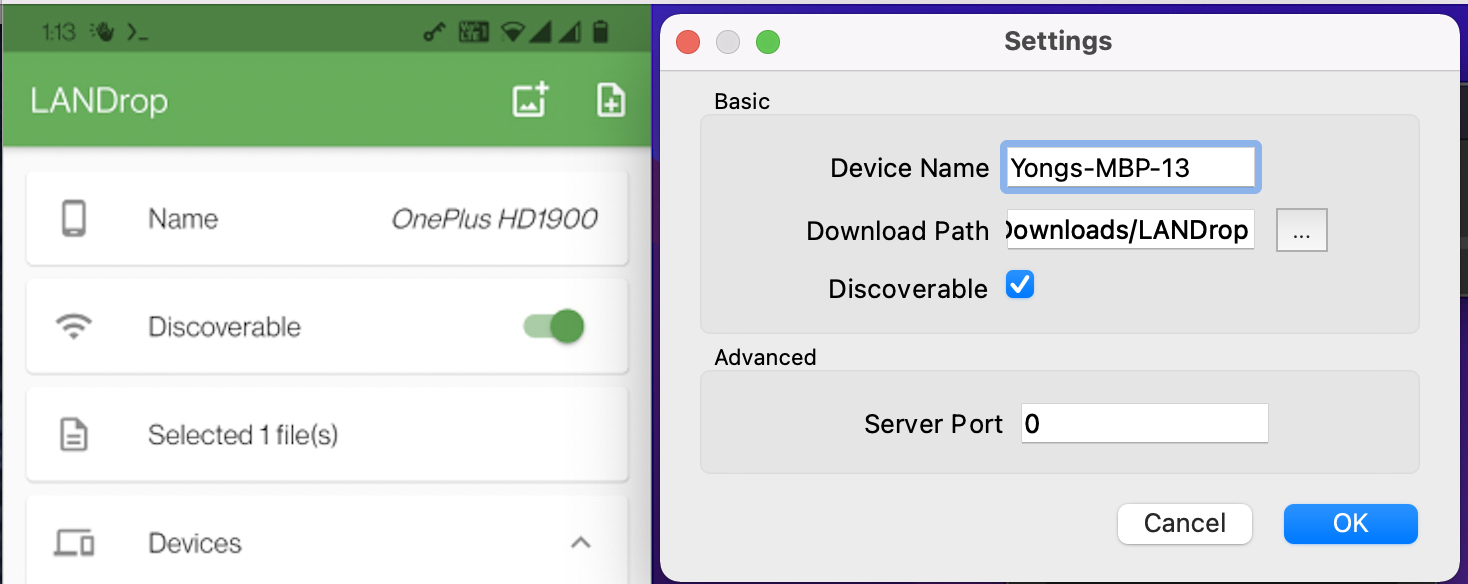 1:13
LANDrop
Name
OnePlus HD1900
Discoverable
Selected 1 file(s)
Devices
Settings
Basic
Device Name
Yongs-MBP-13
Download Path
Downloads/LANDrop
...
Discoverable
Advanced
Server Port
0
Cancel
OK